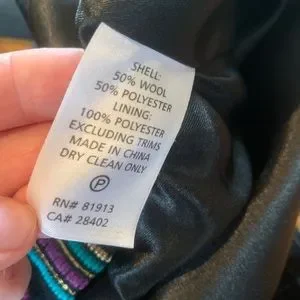 SHELL:
50% WOOL
50% POLYESTER
LINING:
100% POLYESTER
EXCLUDING TRIMS
MADE IN CHINA
DRY CLEAN ONLY
P
RN# 81913
CA# 28402